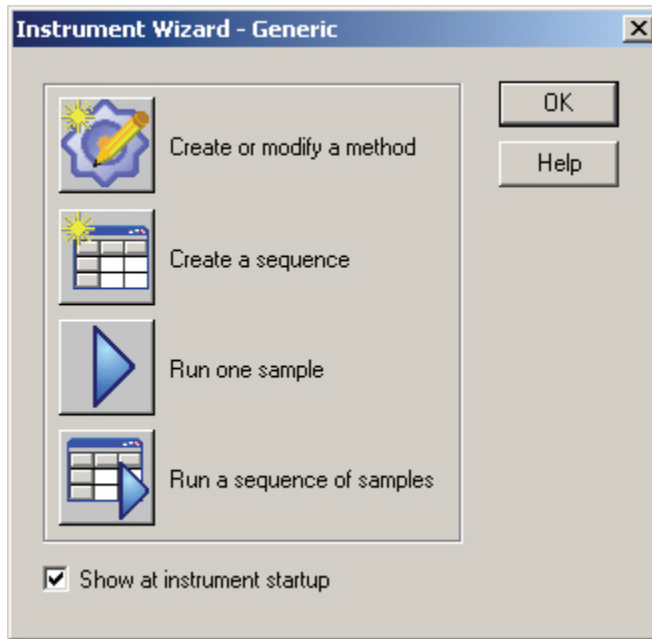 Instrument Wizard - Generic
OK
Create or modify a method
Help
Create a sequence
Run one sample
Run a sequence of samples
Show at instrument startup